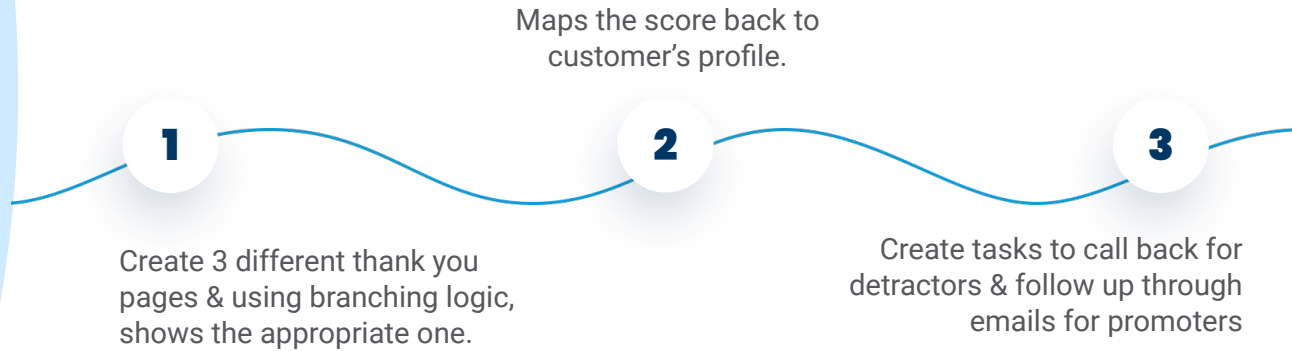 1
Create 3 different thank you
pages & using branching logic,
shows the appropriate one.
Maps the score back to
customer’s profile.
2
3
Create tasks to call back for
detractors & follow up through
emails for promoters